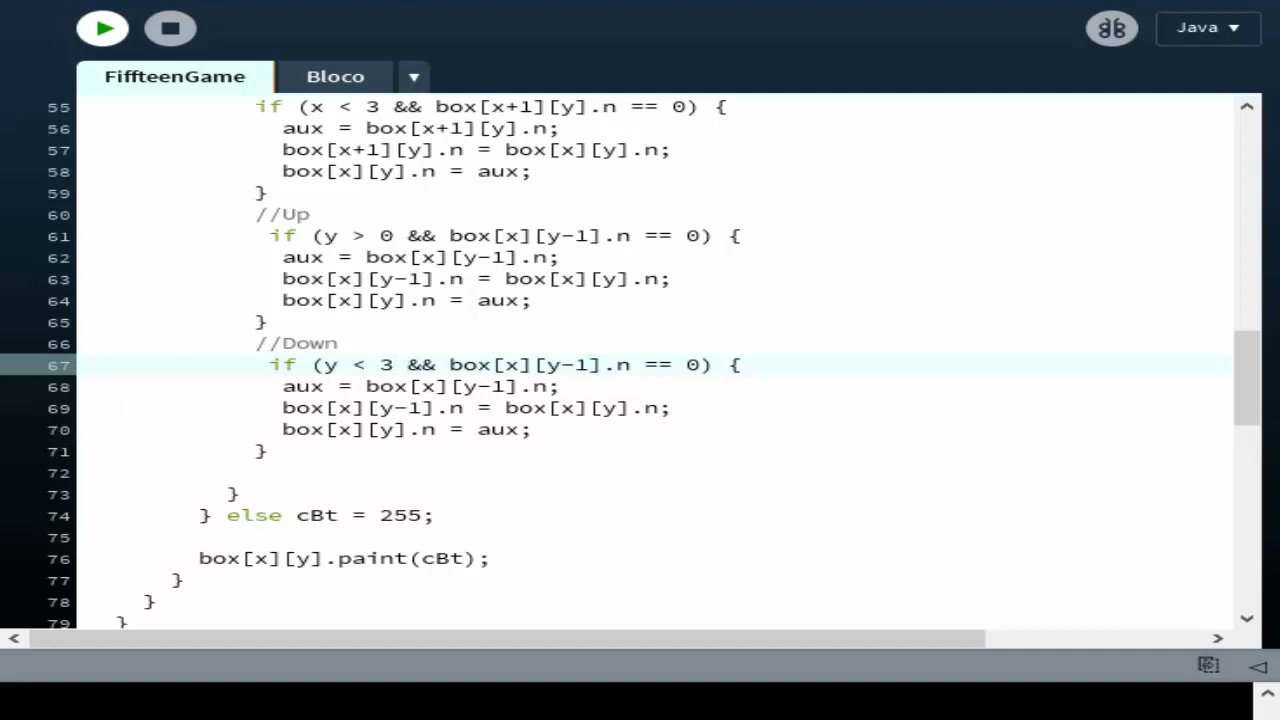 Java
FiffteenGame Bloco
55 if (x < 3 && box[x+1][y].n == 0) {
56 aux = box[x+1][y].n;
57 box[x+1][y].n = box[x][y].n;
58 box[x][y].n = aux;
59 }
60 //Up
61 if (y > 0 && box[x][y-1].n == 0) {
62 aux = box[x][y-1].n;
63 box[x][y-1].n = box[x][y].n;
64 box[x][y].n = aux;
65 }
66 //Down
67 if (y < 3 && box[x][y-1].n == 0) {
68 aux = box[x][y-1].n;
69 box[x][y-1].n = box[x][y].n;
70 box[x][y].n = aux;
71 }
72
73 }
74 } else cBt = 255;
75
76 box[x][y].paint(cBt);
77 }
78 }
79 }